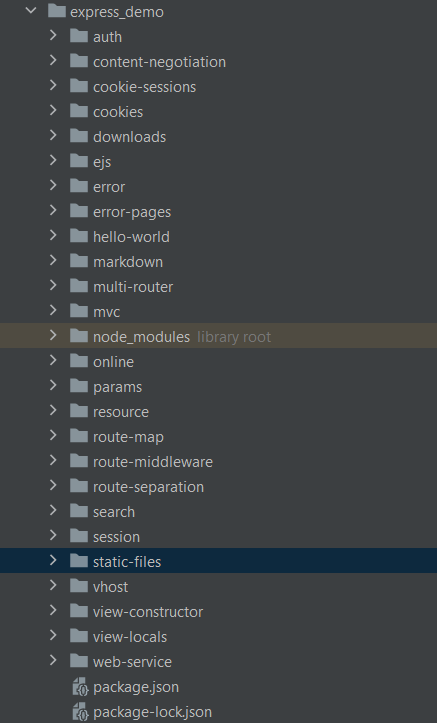 express_demo
auth
content-negotiation
cookie-sessions
cookies
downloads
ejs
error
error-pages
hello-world
markdown
multi-router
mvc
node_modules library root
online
params
resource
route-map
route-middleware
route-separation
search
session
static-files
vhost
view-constructor
view-locals
web-service
package.json
package-lock.json